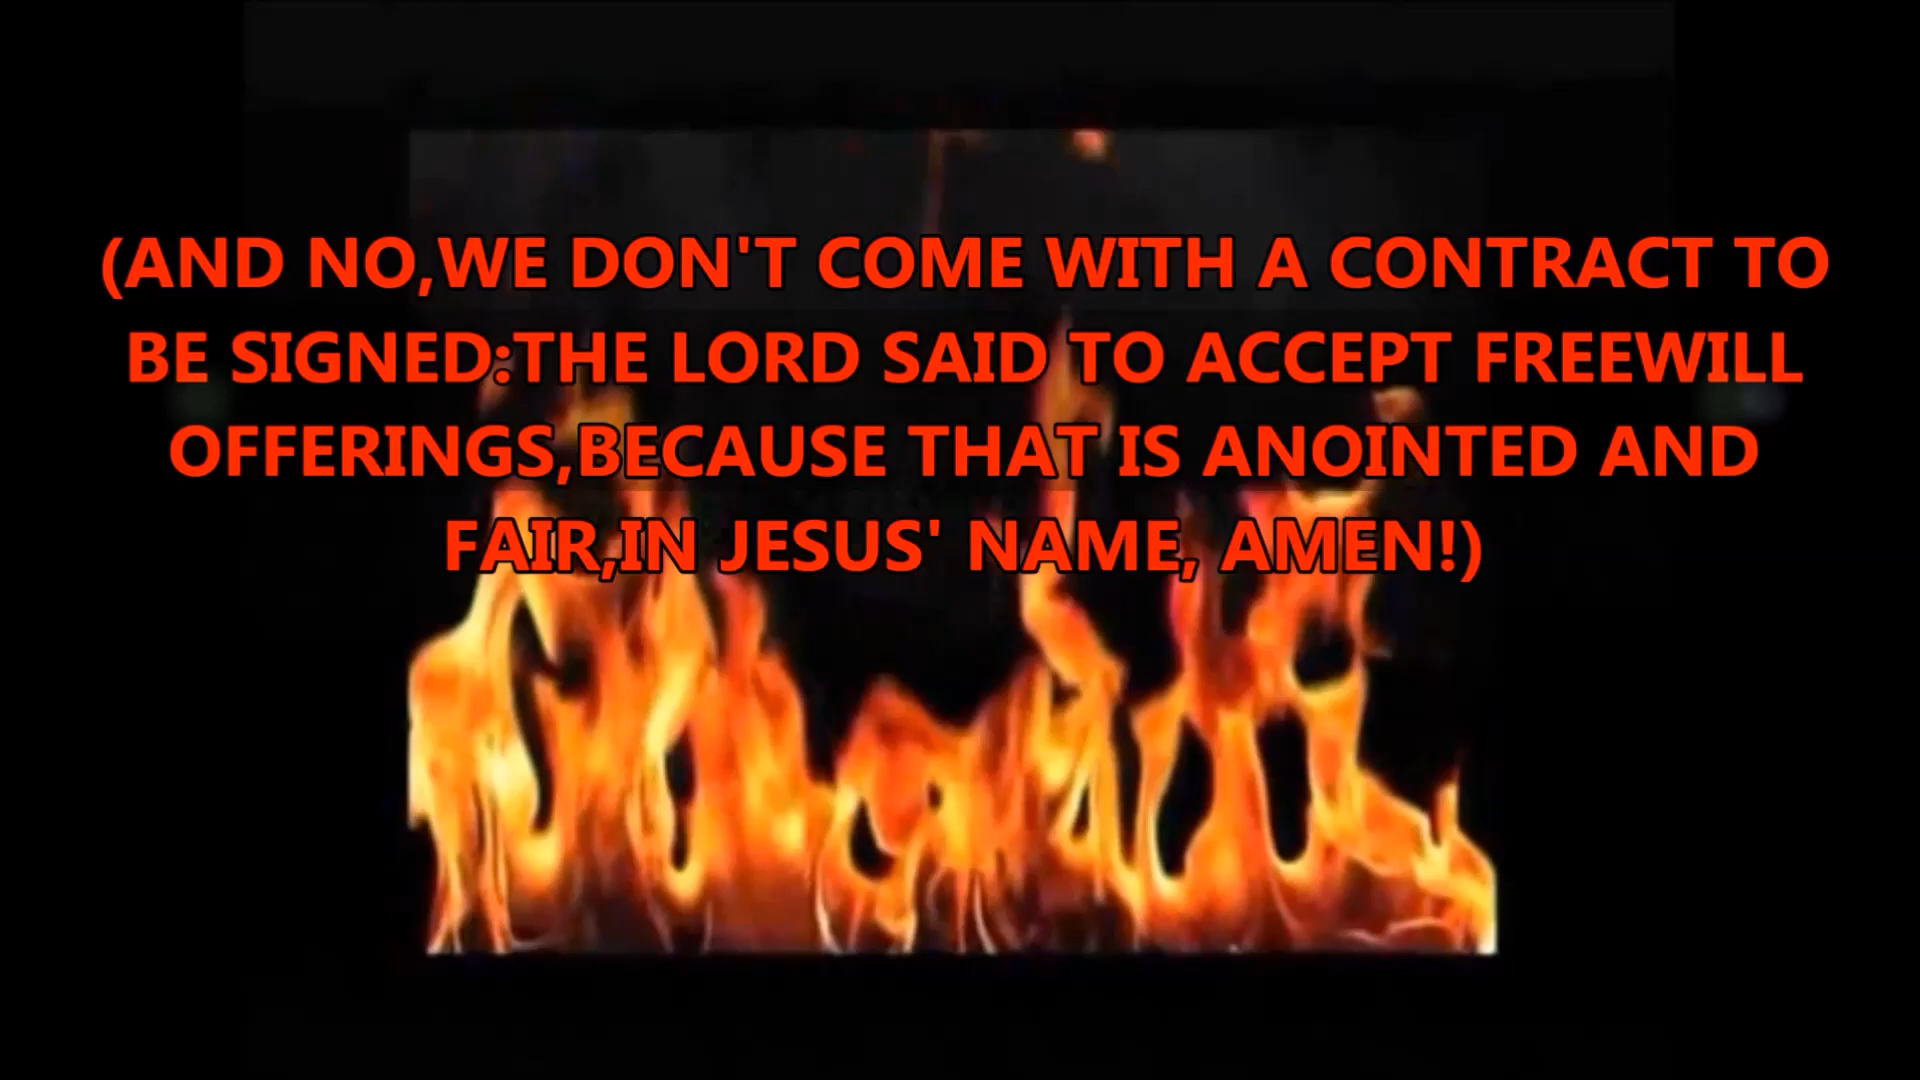 (AND NO,WE DON'T COME WITH A CONTRACT TO
BE SIGNED:THE LORD SAID TO ACCEPT FREEWILL
OFFERINGS,BECAUSE THAT IS ANOINTED AND
FAIR,IN JESUS' NAME, AMEN!)